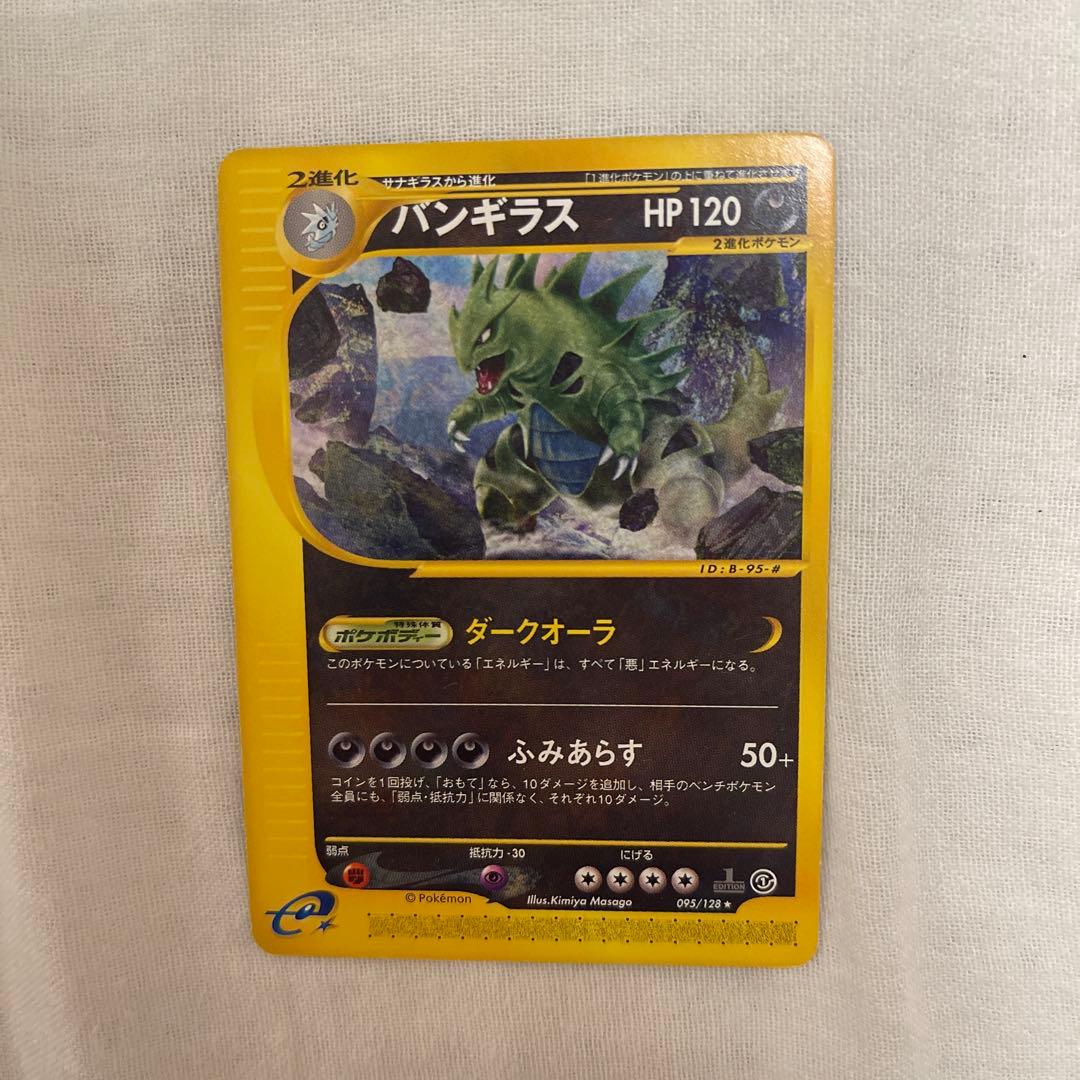 2進化
サナギラスから進化
「1進化ポケモン」の上に重ねて進化させる
バンギラス
HP 120
2進化ポケモン
ID:B-95-#
特殊体質
ポケボディー
ダークオーラ
このポケモンについている「エネルギー」は、すべて「悪」エネルギーになる。
ふみあらす
50+
コインを1回投げ、「おもて」なら、10ダメージを追加し、相手のベンチポケモン
全員にも、「弱点・抵抗力」に関係なく、それぞれ10ダメージ。
弱点
抵抗力 -30
にげる
1
EDITION
© Pokémon
Illus.Kimiya Masago
095/128 ★
e